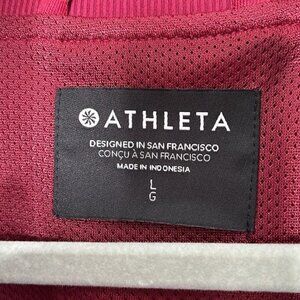 ATHLETA
DESIGNED IN SAN FRANCISCO
CONÇU À SAN FRANCISCO
MADE IN INDONESIA
L
G